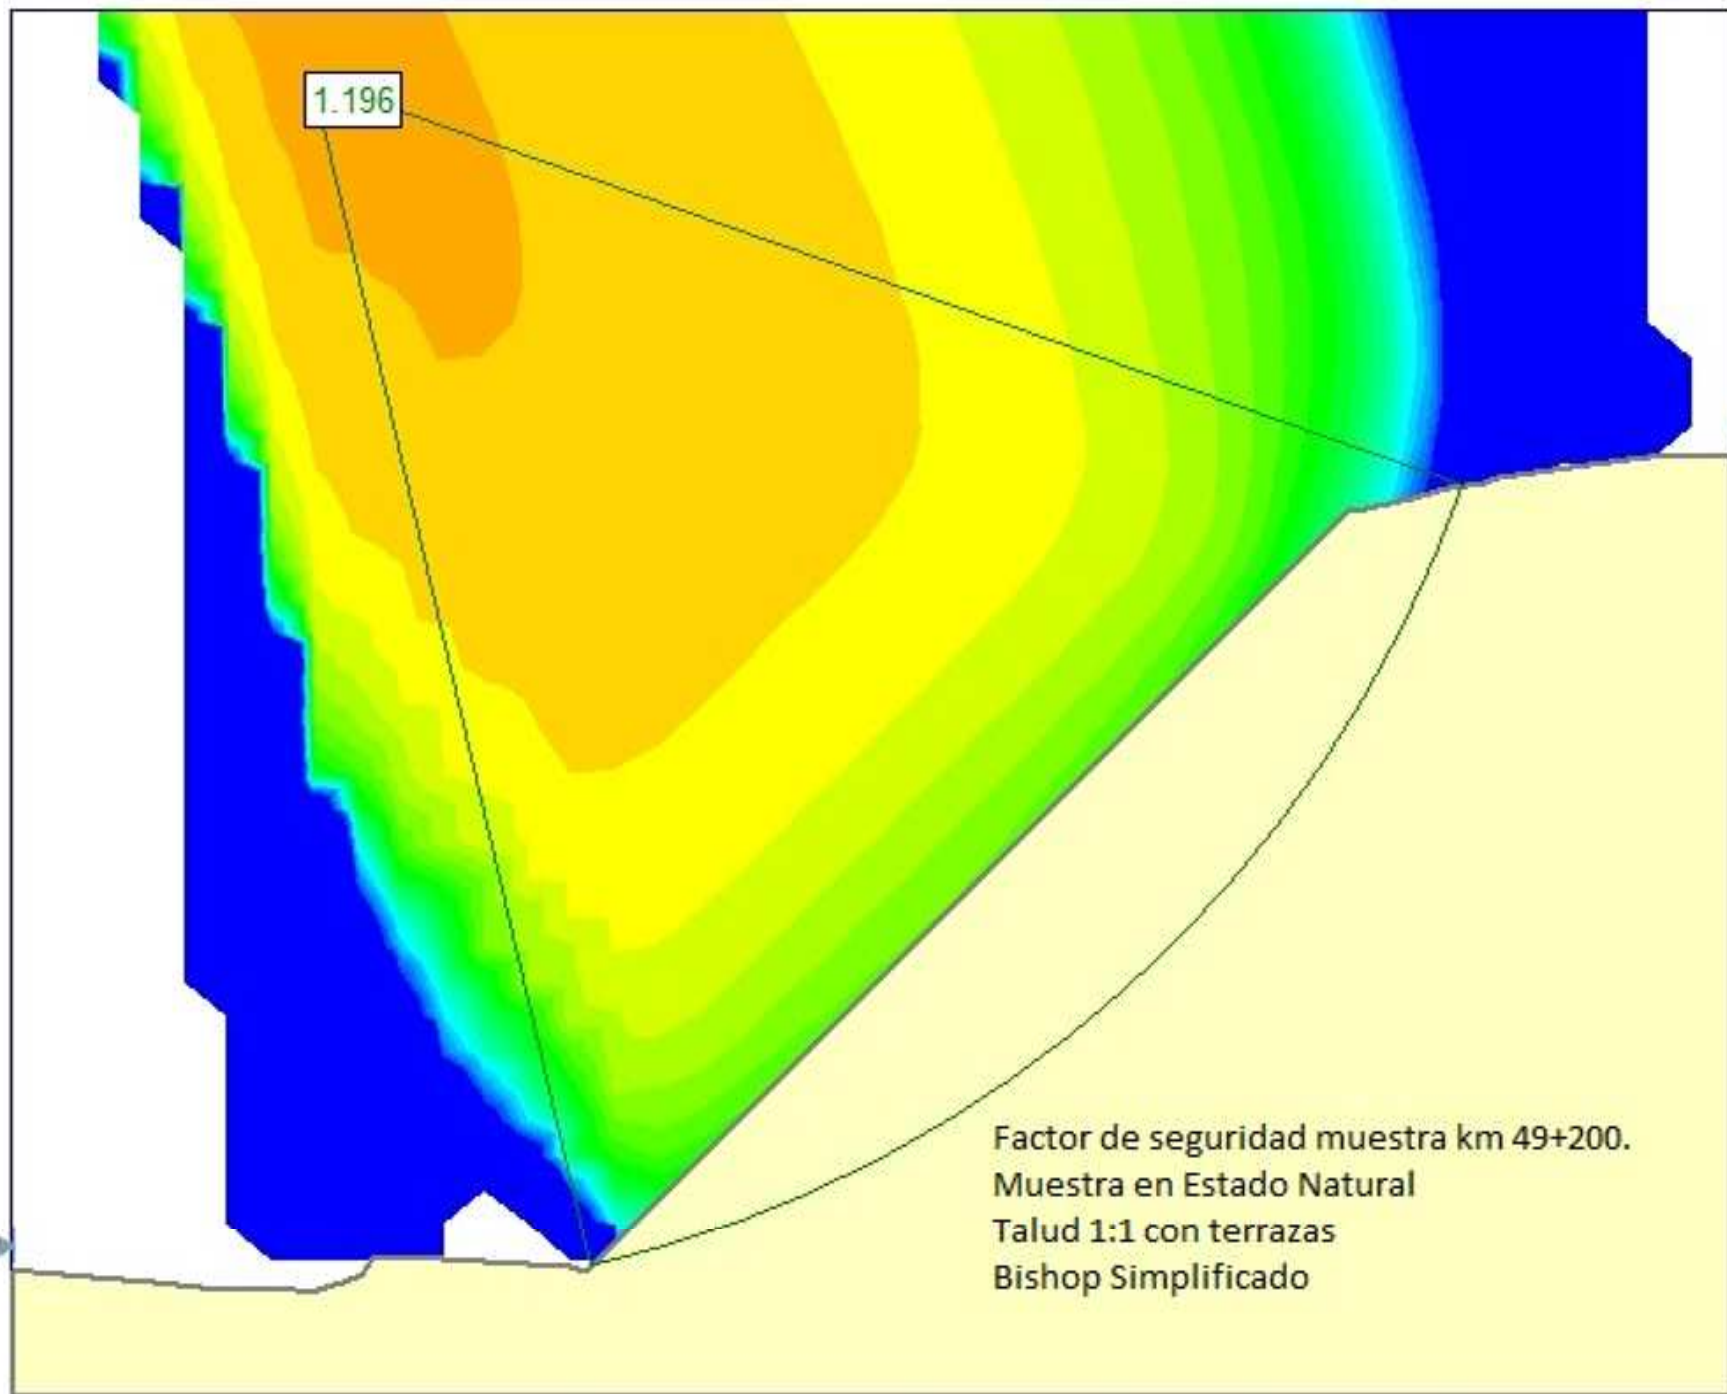 1.196
Factor de seguridad muestra km 49+200.
Muestra en Estado Natural
Talud 1:1 con terrazas
Bishop Simplificado